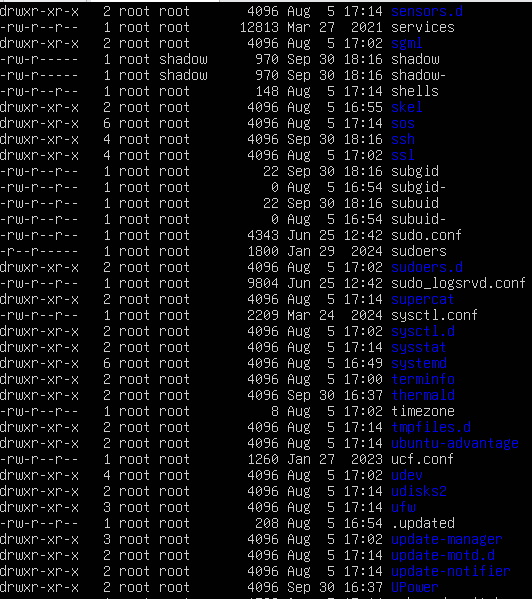 drwxr-xr-x 2 root root 4096 Aug 5 17:14 sensors.d
-rw-r--r-- 1 root root 12813 Mar 27 2021 services
drwxr-xr-x 2 root root 4096 Aug 5 17:02 sgml
-rw-r----- 1 root shadow 970 Sep 30 18:16 shadow
-rw-r----- 1 root shadow 970 Sep 30 18:16 shadow-
-rw-r--r-- 1 root root 148 Aug 5 17:14 shells
drwxr-xr-x 2 root root 4096 Aug 5 16:55 skel
drwxr-xr-x 6 root root 4096 Aug 5 17:14 sos
drwxr-xr-x 4 root root 4096 Sep 30 18:16 ssh
drwxr-xr-x 4 root root 4096 Aug 5 17:02 ssl
-rw-r--r-- 1 root root 22 Sep 30 18:16 subgid
-rw-r--r-- 1 root root 0 Aug 5 16:54 subgid-
-rw-r--r-- 1 root root 22 Sep 30 18:16 subuid
-rw-r--r-- 1 root root 0 Aug 5 16:54 subuid-
-rw-r--r-- 1 root root 4343 Jun 25 12:42 sudo.conf
-r--r----- 1 root root 1800 Jan 29 2024 sudoers
drwxr-xr-x 2 root root 4096 Aug 5 17:02 sudoers.d
-rw-r--r-- 1 root root 9804 Jun 25 12:42 sudo_logsrvd.conf
drwxr-xr-x 2 root root 4096 Aug 5 17:14 supercat
-rw-r--r-- 1 root root 2209 Mar 24 2024 sysctl.conf
drwxr-xr-x 2 root root 4096 Aug 5 17:02 sysctl.d
drwxr-xr-x 2 root root 4096 Aug 5 17:14 sysstat
drwxr-xr-x 6 root root 4096 Aug 5 16:49 systemd
drwxr-xr-x 2 root root 4096 Aug 5 17:00 terminfo
drwxr-xr-x 2 root root 4096 Sep 30 16:37 thermald
-rw-r--r-- 1 root root 8 Aug 5 17:02 timezone
drwxr-xr-x 2 root root 4096 Aug 5 17:14 tmpfiles.d
drwxr-xr-x 2 root root 4096 Aug 5 17:14 ubuntu-advantage
-rw-r--r-- 1 root root 1260 Jan 27 2023 ucf.conf
drwxr-xr-x 4 root root 4096 Aug 5 17:02 udev
drwxr-xr-x 2 root root 4096 Aug 5 17:14 udisks2
drwxr-xr-x 3 root root 4096 Aug 5 17:14 ufw
-rw-r--r-- 1 root root 208 Aug 5 16:54 .updated
drwxr-xr-x 3 root root 4096 Aug 5 17:02 update-manager
drwxr-xr-x 2 root root 4096 Aug 5 17:14 update-motd.d
drwxr-xr-x 2 root root 4096 Aug 5 17:14 update-notifier
drwxr-xr-x 2 root root 4096 Sep 30 16:37 UPower